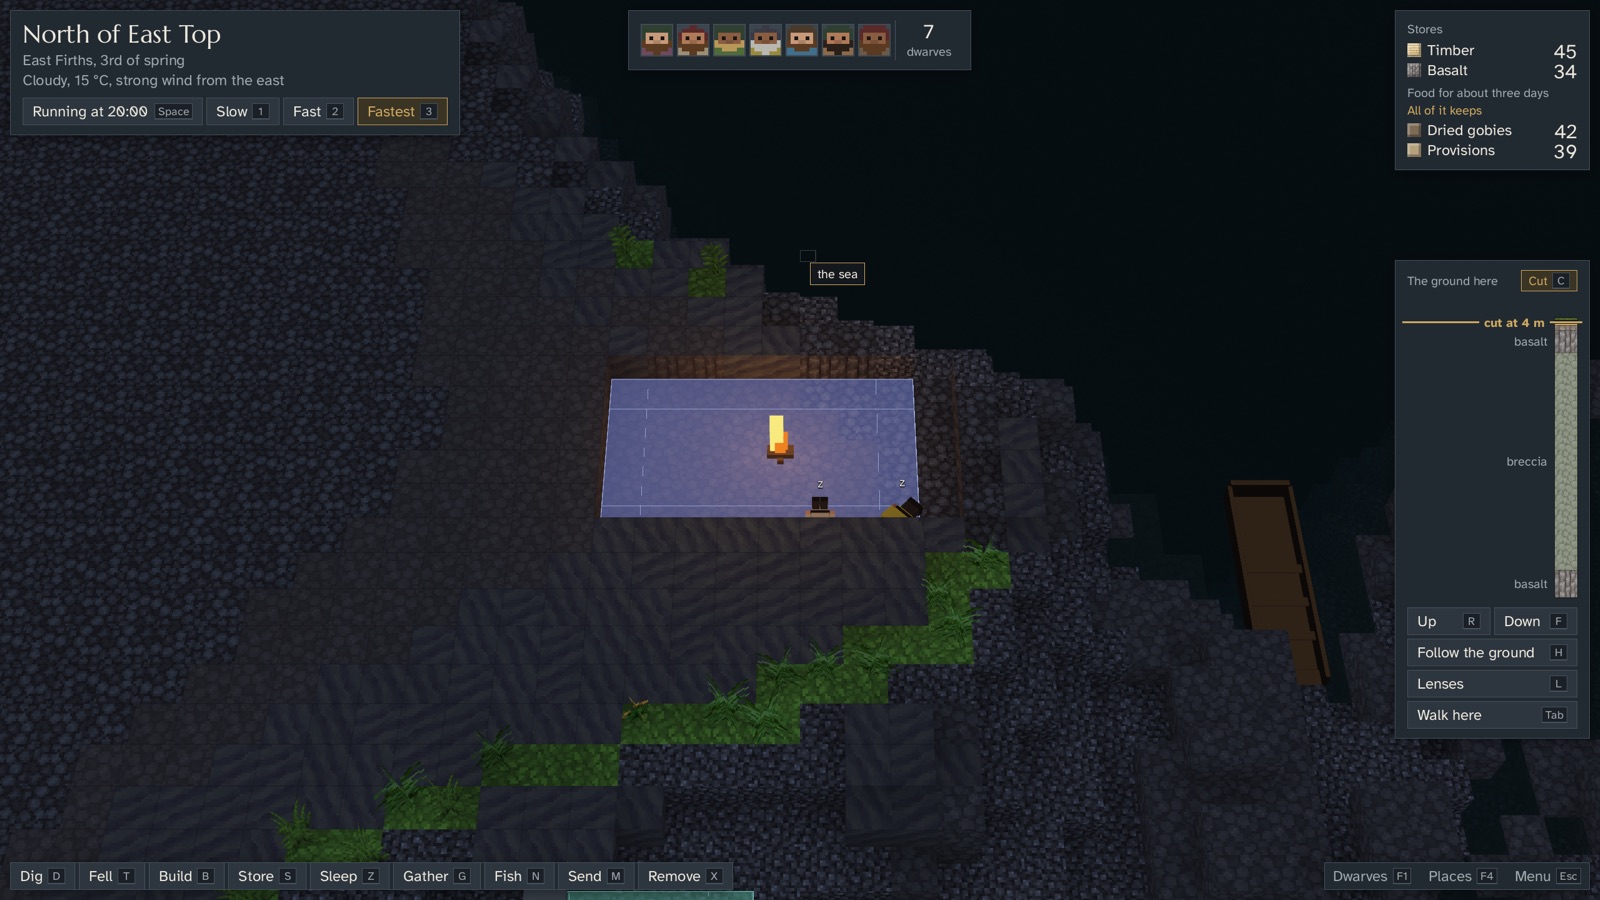 North of East Top
East Firths, 3rd of spring
Cloudy, 15 °C, strong wind from the east
Running at 20:00 Space
Slow 1
Fast 2
Fastest 3
7
dwarves
Stores
Timber 45
Basalt 34
Food for about three days
All of it keeps
Dried gobies 42
Provisions 39
the sea
The ground here
Cut C
cut at 4 m
basalt
breccia
basalt
Up R
Down F
Follow the ground H
Lenses L
Walk here Tab
z
z
Dig D
Fell T
Build B
Store S
Sleep Z
Gather G
Fish N
Send M
Remove X
Dwarves F1
Places F4
Menu Esc